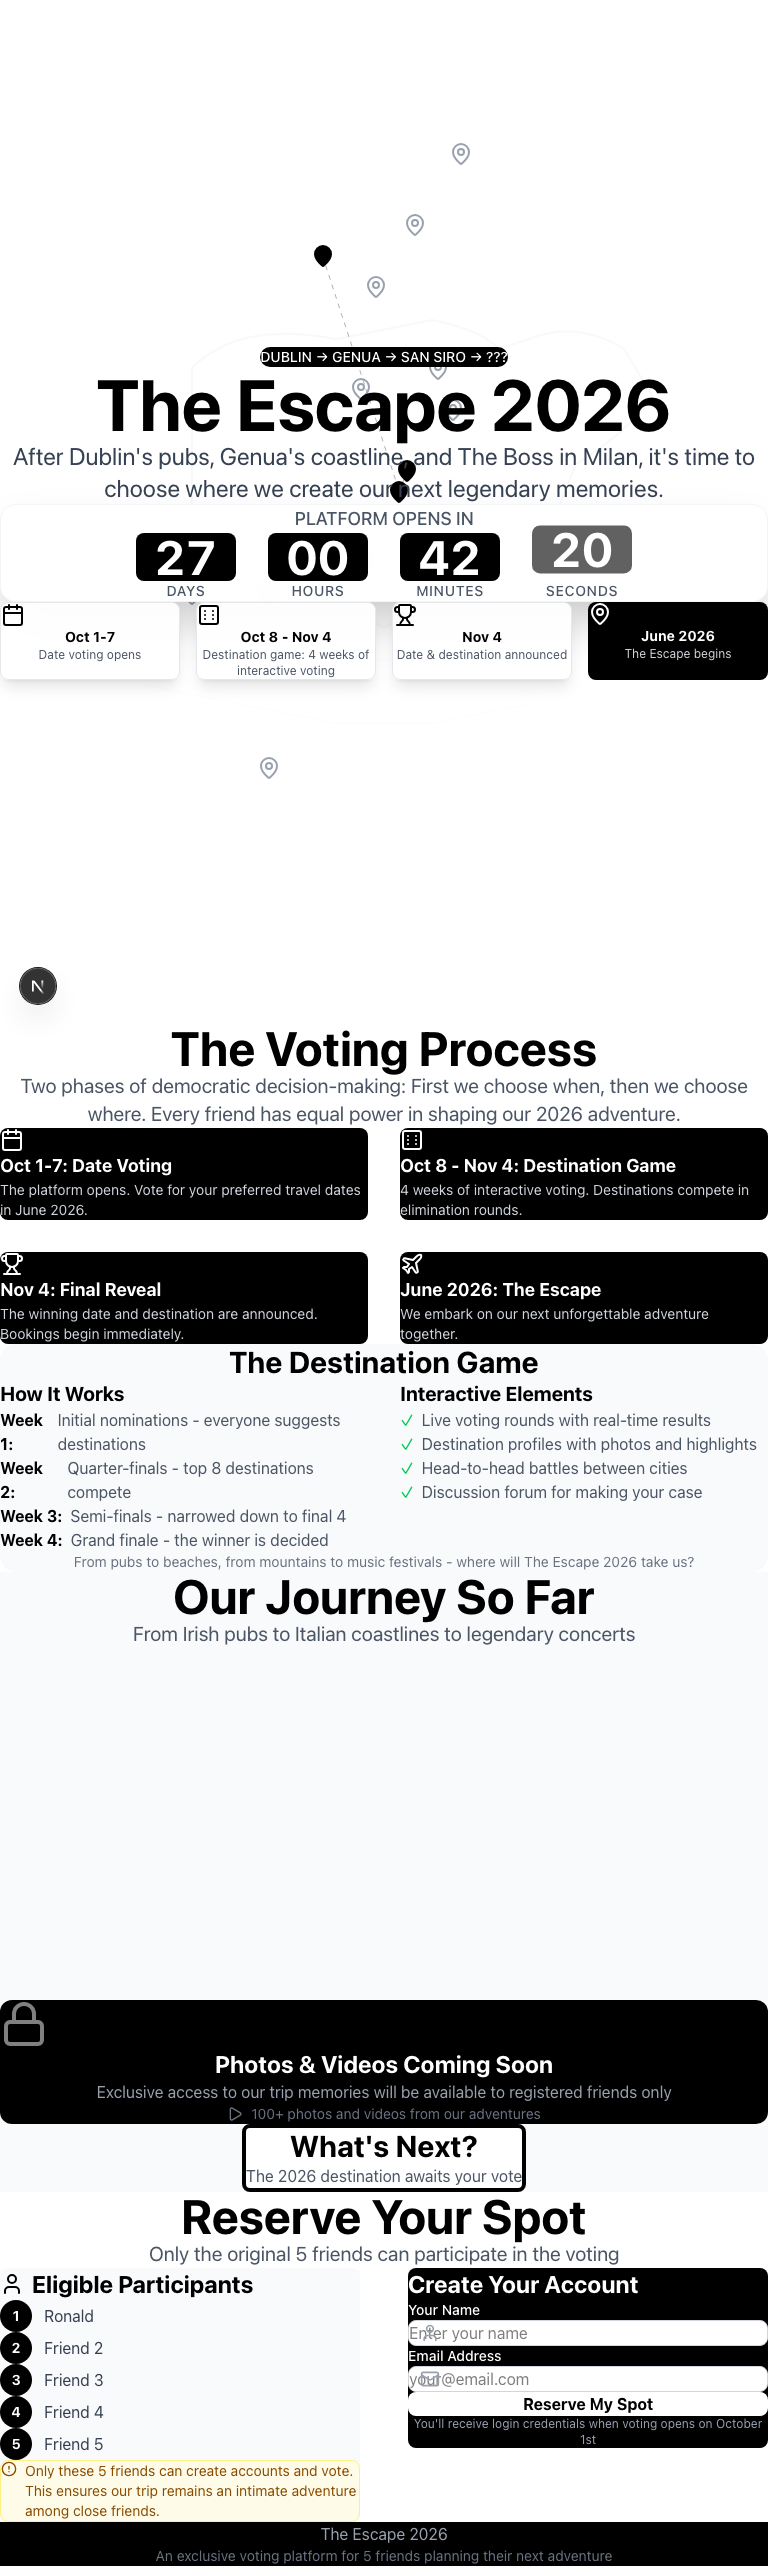 DUBLIN → GENUA → SAN SIRO → ???
The Escape 2026
After Dublin's pubs, Genua's coastline, and The Boss in Milan, it's time to
choose where we create our next legendary memories.
PLATFORM OPENS IN
27 00 42 20
DAYS HOURS MINUTES SECONDS
Oct 1-7
Date voting opens
Oct 8 - Nov 4
Destination game: 4 weeks of
interactive voting
Nov 4
Date & destination announced
June 2026
The Escape begins
N
The Voting Process
Two phases of democratic decision-making: First we choose when, then we choose
where. Every friend has equal power in shaping our 2026 adventure.
Oct 1-7: Date Voting
The platform opens. Vote for your preferred travel dates
in June 2026.
Oct 8 - Nov 4: Destination Game
4 weeks of interactive voting. Destinations compete in
elimination rounds.
Nov 4: Final Reveal
The winning date and destination are announced.
Bookings begin immediately.
June 2026: The Escape
We embark on our next unforgettable adventure
together.
The Destination Game
How It Works
Week 1: Initial nominations - everyone suggests
destinations
Week 2: Quarter-finals - top 8 destinations
compete
Week 3: Semi-finals - narrowed down to final 4
Week 4: Grand finale - the winner is decided
Interactive Elements
✓ Live voting rounds with real-time results
✓ Destination profiles with photos and highlights
✓ Head-to-head battles between cities
✓ Discussion forum for making your case
From pubs to beaches, from mountains to music festivals - where will The Escape 2026 take us?
Our Journey So Far
From Irish pubs to Italian coastlines to legendary concerts
Photos & Videos Coming Soon
Exclusive access to our trip memories will be available to registered friends only
100+ photos and videos from our adventures
What's Next?
The 2026 destination awaits your vote
Reserve Your Spot
Only the original 5 friends can participate in the voting
Eligible Participants
1 Ronald
2 Friend 2
3 Friend 3
4 Friend 4
5 Friend 5
Only these 5 friends can create accounts and vote.
This ensures our trip remains an intimate adventure
among close friends.
Create Your Account
Your Name
Enter your name
Email Address
your@email.com
Reserve My Spot
You'll receive login credentials when voting opens on October
1st
The Escape 2026
An exclusive voting platform for 5 friends planning their next adventure